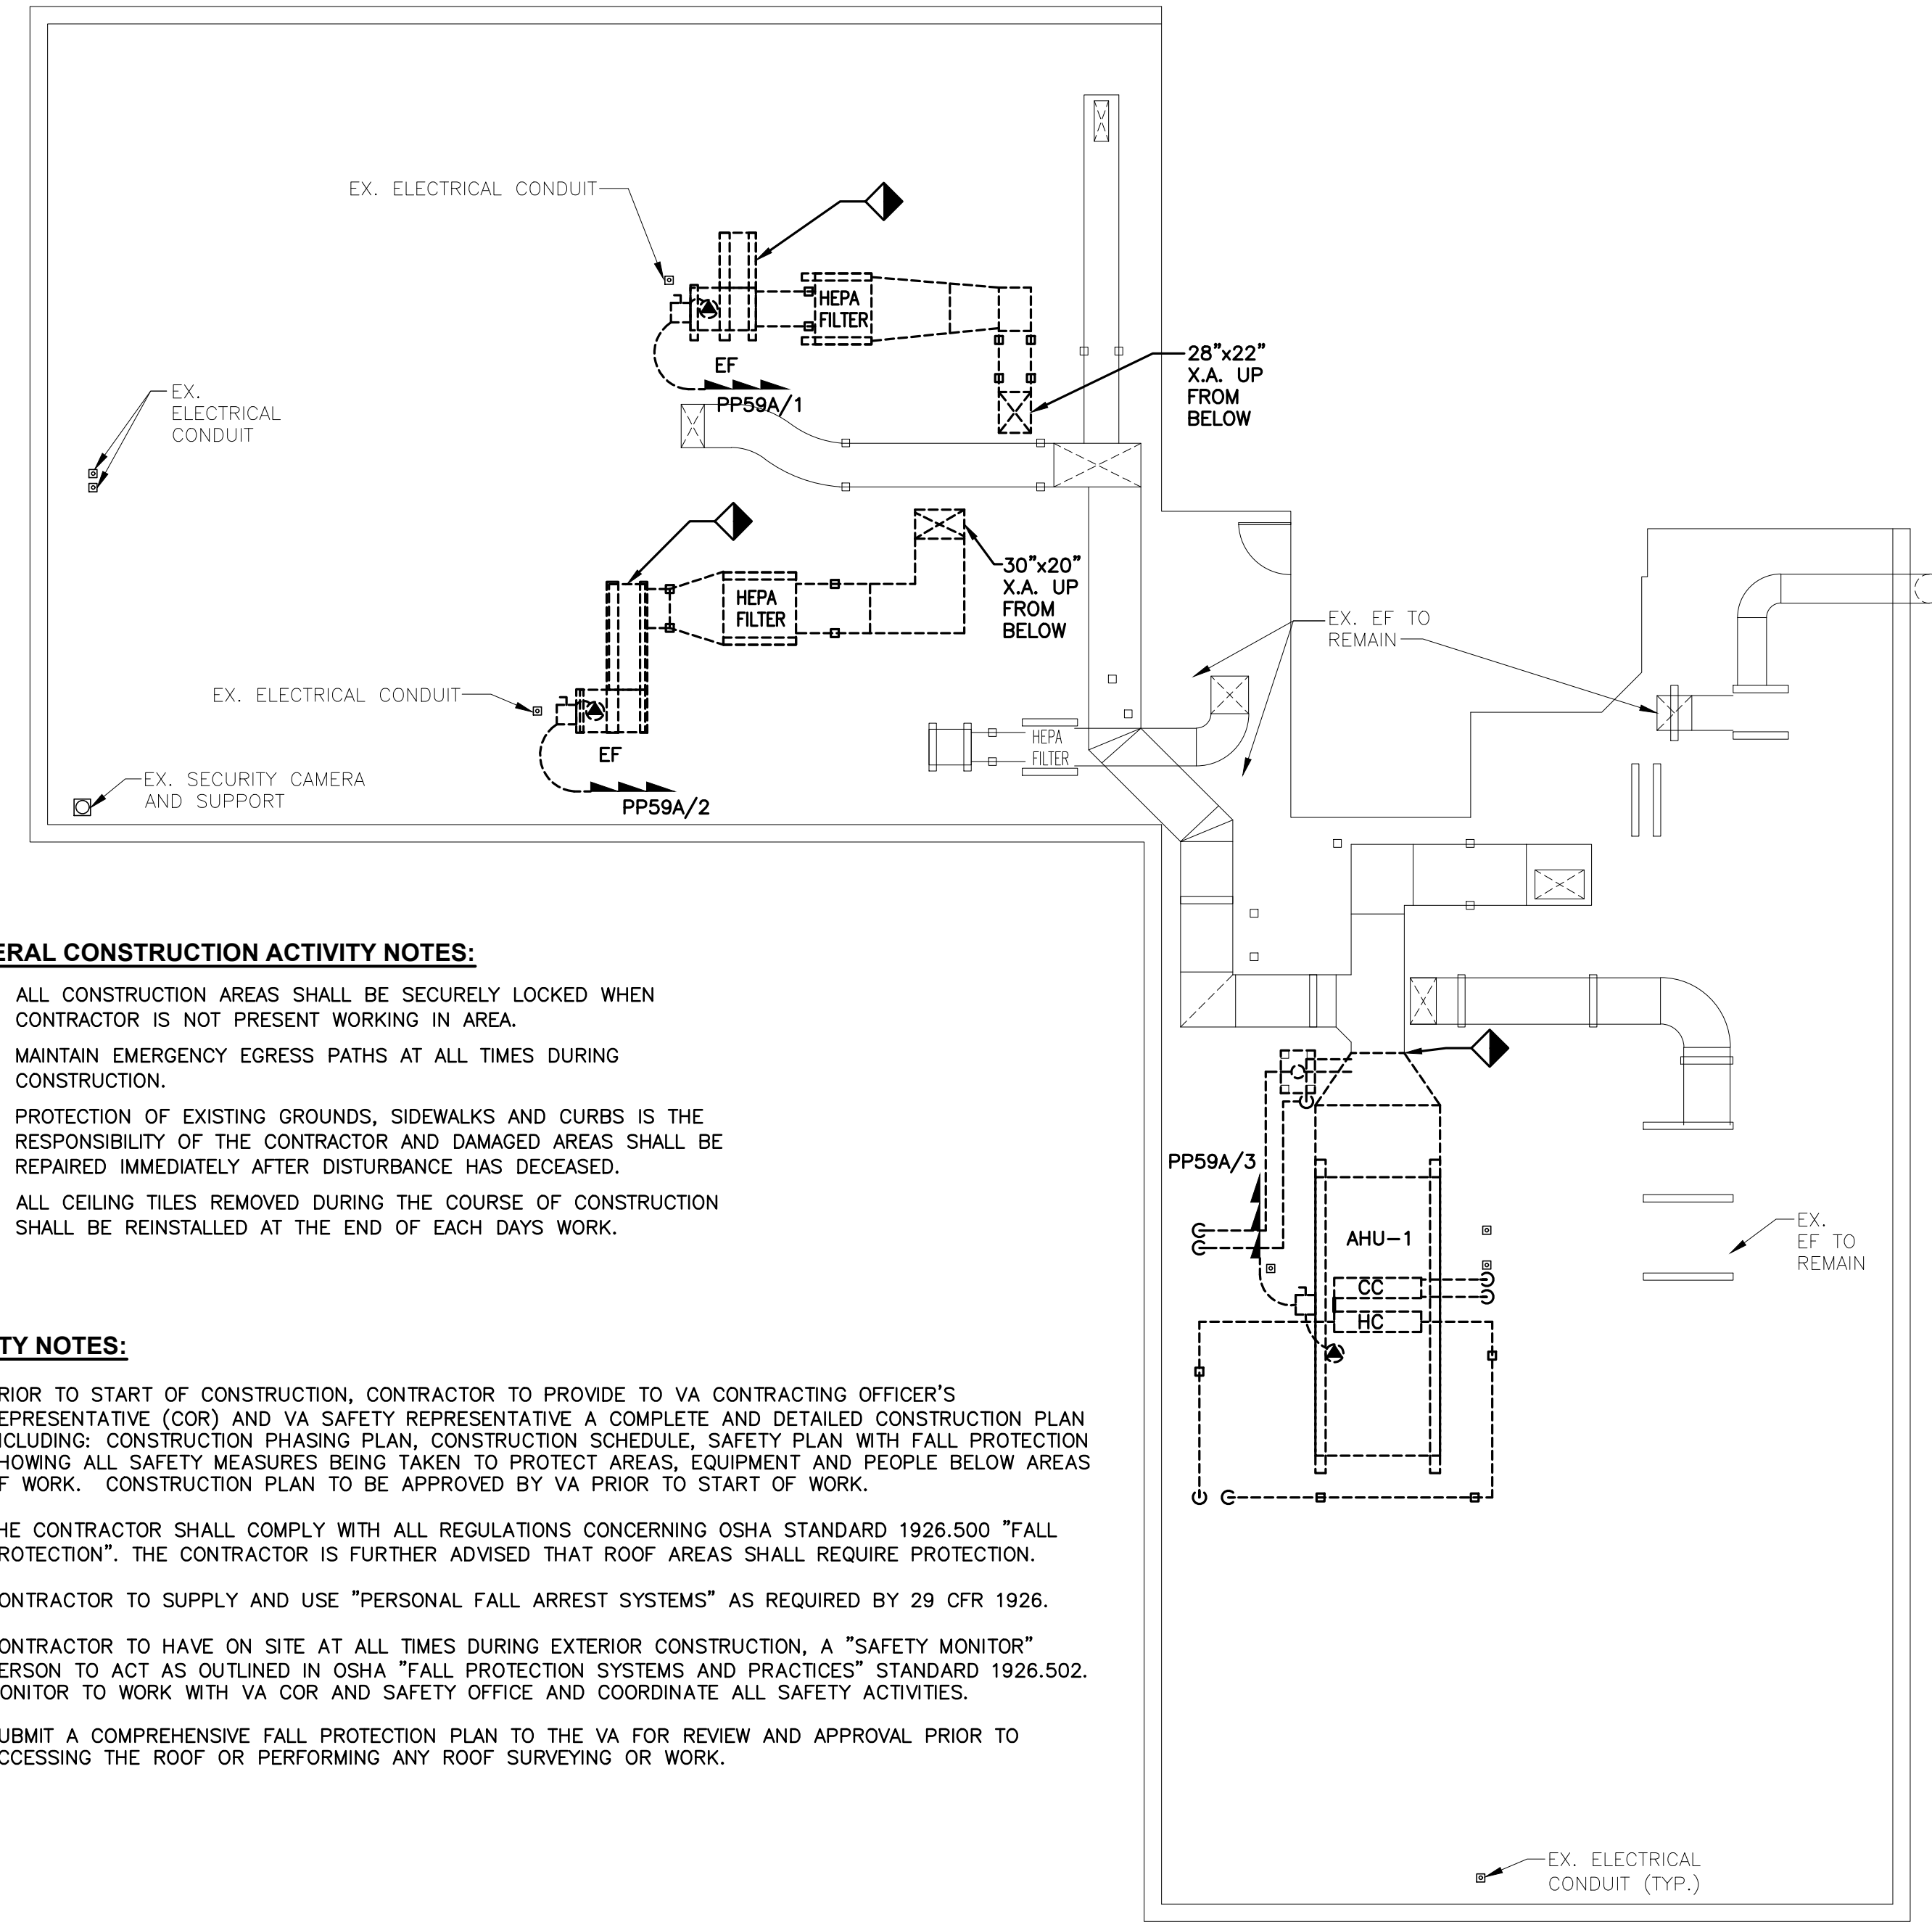 EX. ELECTRICAL CONDUIT
HEPA
FILTER
EF
PP59A/1
28"x22"
X.A. UP
FROM
BELOW
EX.
ELECTRICAL
CONDUIT
30"x20"
X.A. UP
FROM
BELOW
HEPA
FILTER
EX. EF TO
REMAIN
EX. ELECTRICAL CONDUIT
EF
HEPA
FILTER
EX. SECURITY CAMERA
AND SUPPORT
PP59A/2
ERAL CONSTRUCTION ACTIVITY NOTES:
ALL CONSTRUCTION AREAS SHALL BE SECURELY LOCKED WHEN
CONTRACTOR IS NOT PRESENT WORKING IN AREA.
MAINTAIN EMERGENCY EGRESS PATHS AT ALL TIMES DURING
CONSTRUCTION.
PROTECTION OF EXISTING GROUNDS, SIDEWALKS AND CURBS IS THE
RESPONSIBILITY OF THE CONTRACTOR AND DAMAGED AREAS SHALL BE
REPAIRED IMMEDIATELY AFTER DISTURBANCE HAS DECEASED.
ALL CEILING TILES REMOVED DURING THE COURSE OF CONSTRUCTION
SHALL BE REINSTALLED AT THE END OF EACH DAYS WORK.
PP59A/3
AHU-1
CC
HC
EX.
EF TO
REMAIN
TY NOTES:
RIOR TO START OF CONSTRUCTION, CONTRACTOR TO PROVIDE TO VA CONTRACTING OFFICER'S
EPRESENTATIVE (COR) AND VA SAFETY REPRESENTATIVE A COMPLETE AND DETAILED CONSTRUCTION PLAN
NCLUDING: CONSTRUCTION PHASING PLAN, CONSTRUCTION SCHEDULE, SAFETY PLAN WITH FALL PROTECTION
HOWING ALL SAFETY MEASURES BEING TAKEN TO PROTECT AREAS, EQUIPMENT AND PEOPLE BELOW AREAS
F WORK. CONSTRUCTION PLAN TO BE APPROVED BY VA PRIOR TO START OF WORK.
HE CONTRACTOR SHALL COMPLY WITH ALL REGULATIONS CONCERNING OSHA STANDARD 1926.500 "FALL
ROTECTION". THE CONTRACTOR IS FURTHER ADVISED THAT ROOF AREAS SHALL REQUIRE PROTECTION.
ONTRACTOR TO SUPPLY AND USE "PERSONAL FALL ARREST SYSTEMS" AS REQUIRED BY 29 CFR 1926.
ONTRACTOR TO HAVE ON SITE AT ALL TIMES DURING EXTERIOR CONSTRUCTION, A "SAFETY MONITOR"
ERSON TO ACT AS OUTLINED IN OSHA "FALL PROTECTION SYSTEMS AND PRACTICES" STANDARD 1926.502.
ONITOR TO WORK WITH VA COR AND SAFETY OFFICE AND COORDINATE ALL SAFETY ACTIVITIES.
UBMIT A COMPREHENSIVE FALL PROTECTION PLAN TO THE VA FOR REVIEW AND APPROVAL PRIOR TO
CCESSING THE ROOF OR PERFORMING ANY ROOF SURVEYING OR WORK.
EX. ELECTRICAL
CONDUIT (TYP.)